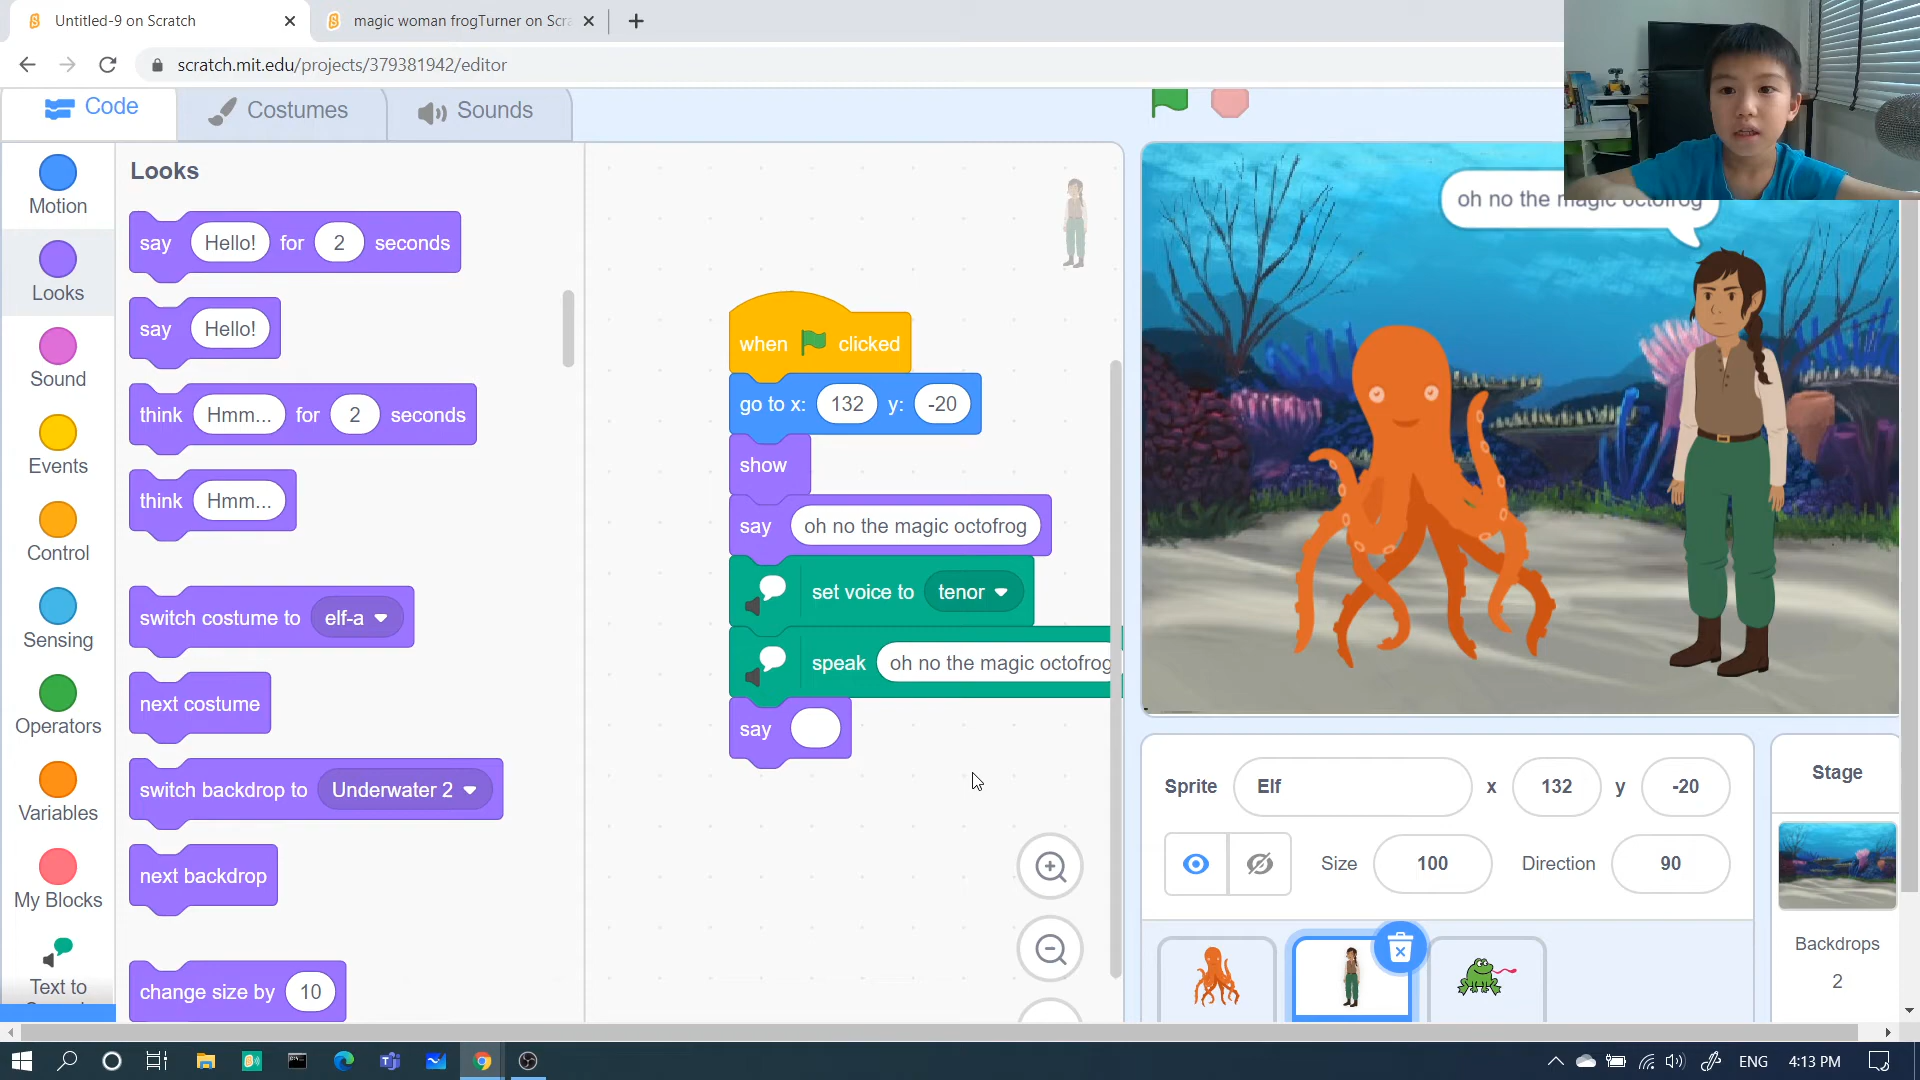 Untitled-9 on Scratch
magic woman frogTurner on Scra
scratch.mit.edu/projects/379381942/editor
Code
Costumes
Sounds
Motion
Looks
Sound
Events
Control
Sensing
Operators
Variables
My Blocks
Text to
Looks
say Hello! for 2 seconds
say Hello!
think Hmm... for 2 seconds
think Hmm...
switch costume to elf-a
next costume
switch backdrop to Underwater 2
next backdrop
change size by 10
when clicked
go to x: 132 y: -20
show
say oh no the magic octofrog
set voice to tenor
speak oh no the magic octofrog
say
oh no the magic octofrog
Sprite Elf x 132 y -20
Size 100 Direction 90
Stage
Backdrops
2
ENG 4:13 PM